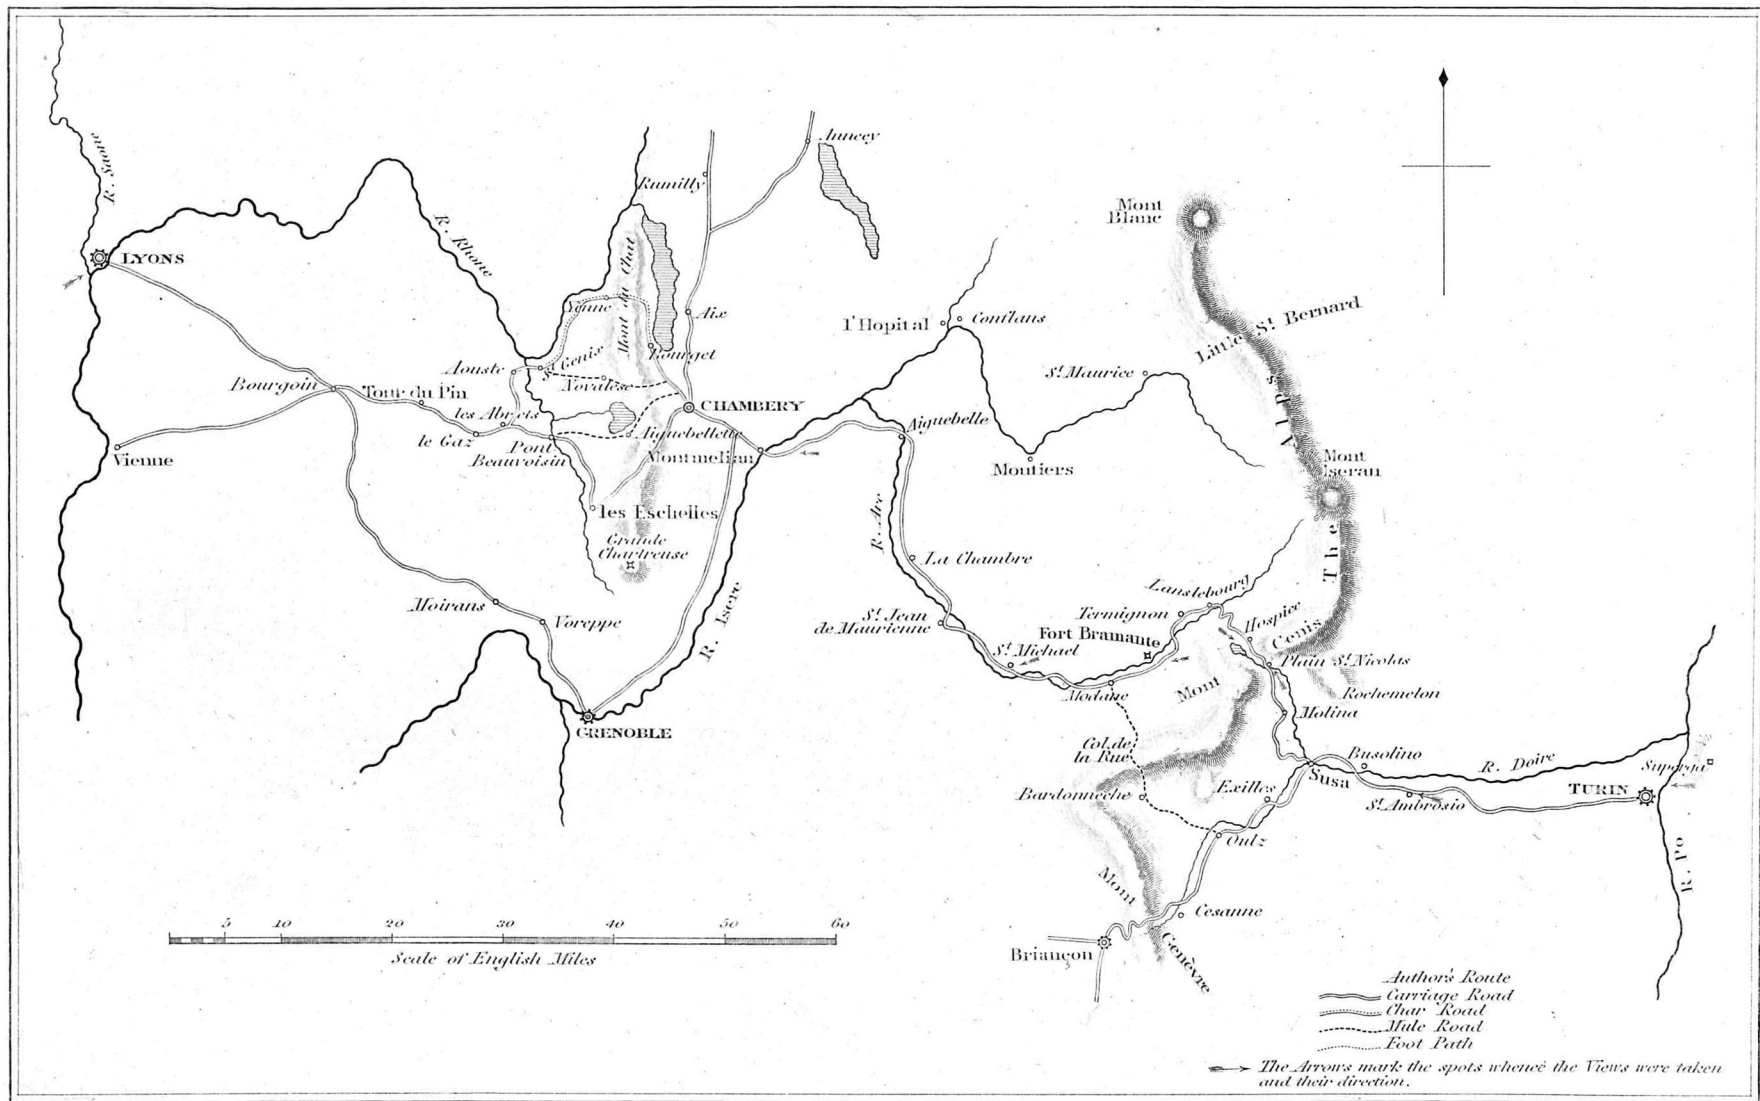 R. Saone
Annecy
Rumilly
Mont
Blanc
R. Rhone
LYONS
Mont du Chat
Yenne
Aix
l'Hopital
Conflans
Little St. Bernard
Bourget
St. Genix
Aouste
Novalese
St. Maurice
Bourgoin
Tour du Pin
les Abrets
CHAMBERY
Alps
le Gaz
Pont
Beauvoisin
Aiguebellette
Aiguebelle
Vienne
Montmelian
Moutiers
Mont
Iseran
les Eschelles
R. Arc
Grande
Chartreuse
La Chambre
The
Lanslebourg
R. Isere
Moirans
Voreppe
St. Jean
de Maurienne
Termignon
Hospice
Fort Bramante
Cenis
St. Michael
Plain St. Nicolas
Modane
Mont
Rochemelon
Molina
GRENOBLE
Col. de
la Rue
Busolino
R. Doire
Superga
Susa
Bardonneche
Exilles
St. Ambrosio
TURIN
Oulz
R. Po
Mont
Genèvre
Cesanne
Briançon
5 10 20 30 40 50 60
Scale of English Miles
Author's Route
Carriage Road
Char Road
Mule Road
Foot Path
The Arrows mark the spots whence the Views were taken
and their direction.